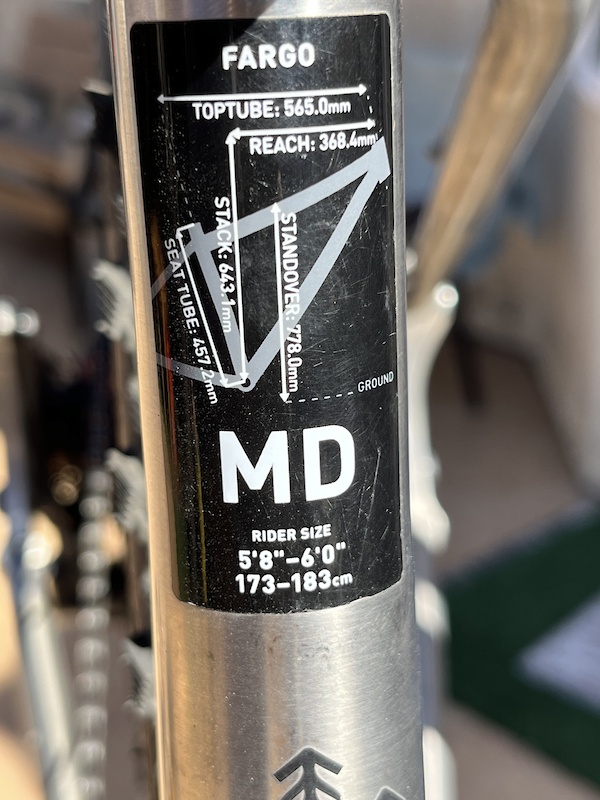 FARGO
TOPTUBE: 565.0mm
REACH: 368.4mm
STACK: 643.1mm
STANDOVER: 778.0mm
SEAT TUBE: 457.2mm
GROUND
MD
RIDER SIZE
5'8"–6'0"
173–183cm